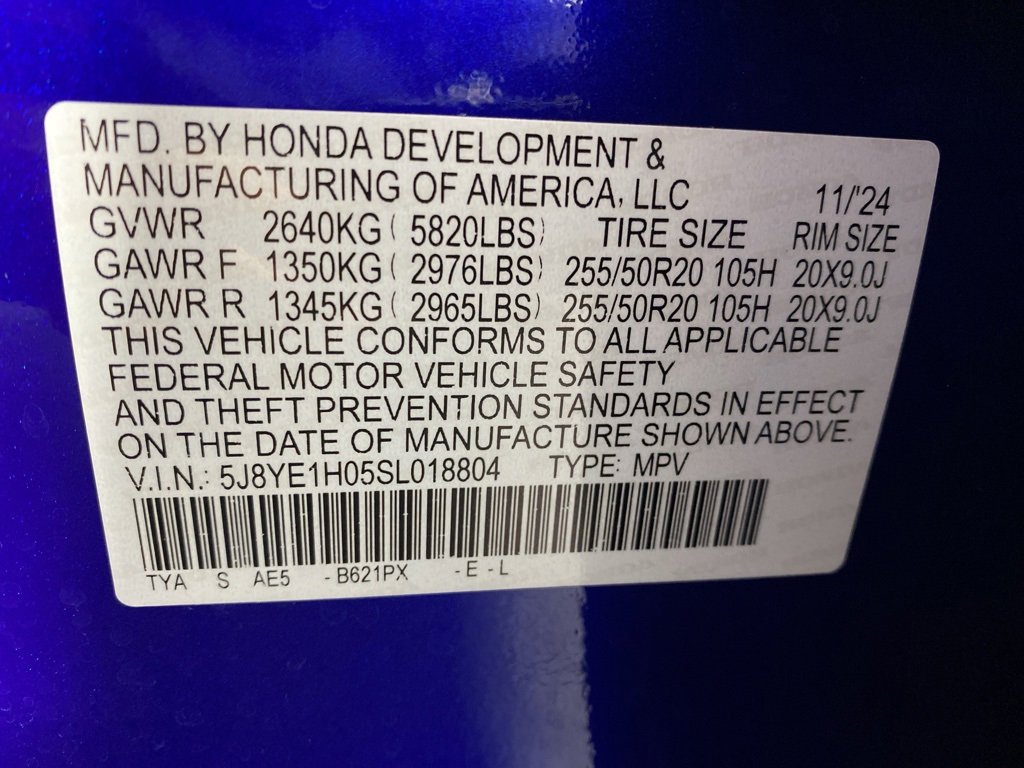 MFD. BY HONDA DEVELOPMENT &
MANUFACTURING OF AMERICA, LLC 11/'24
GVWR 2640KG ( 5820LBS) TIRE SIZE RIM SIZE
GAWR F 1350KG ( 2976LBS) 255/50R20 105H 20X9.0J
GAWR R 1345KG ( 2965LBS) 255/50R20 105H 20X9.0J
THIS VEHICLE CONFORMS TO ALL APPLICABLE
FEDERAL MOTOR VEHICLE SAFETY
AND THEFT PREVENTION STANDARDS IN EFFECT
ON THE DATE OF MANUFACTURE SHOWN ABOVE.
V.I.N.: 5J8YE1H05SL018804 TYPE: MPV
TYA S AE5 -B621PX -E-L